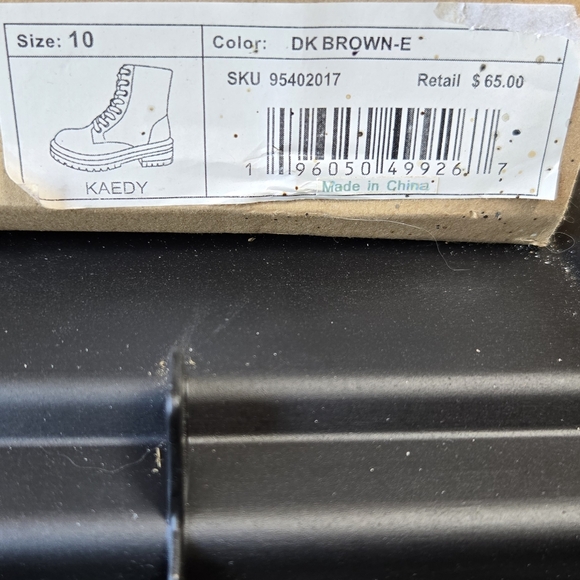 Size: 10
Color: DK BROWN-E
SKU 95402017 Retail $ 65.00
1 96050 49926 7
KAEDY
Made in China